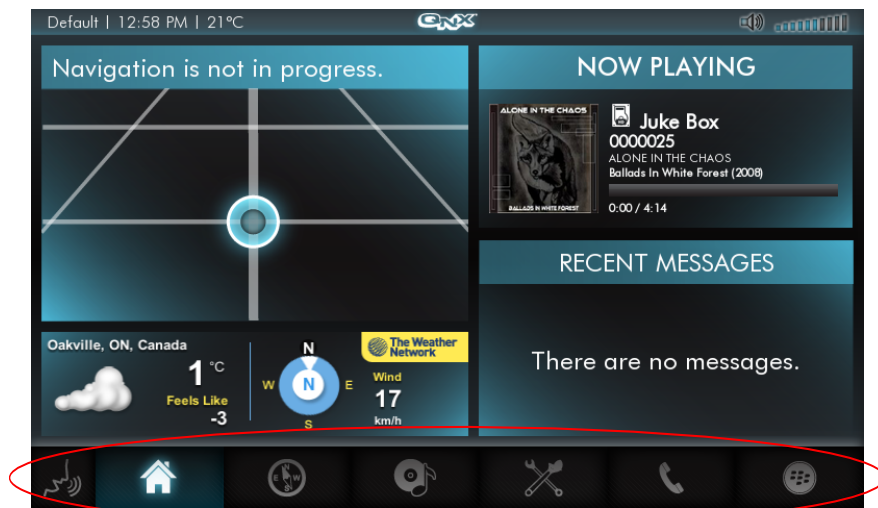 Default | 12:58 PM | 21°C
QNX
Navigation is not in progress.
NOW PLAYING
ALONE IN THE CHAOS
BALLADS IN WHITE FOREST
Juke Box
0000025
ALONE IN THE CHAOS
Ballads In White Forest (2008)
0:00 / 4:14
RECENT MESSAGES
There are no messages.
Oakville, ON, Canada
1 °C
Feels Like
-3
N
W N E
S
The Weather
Network
Wind
17
km/h
N
E W
S